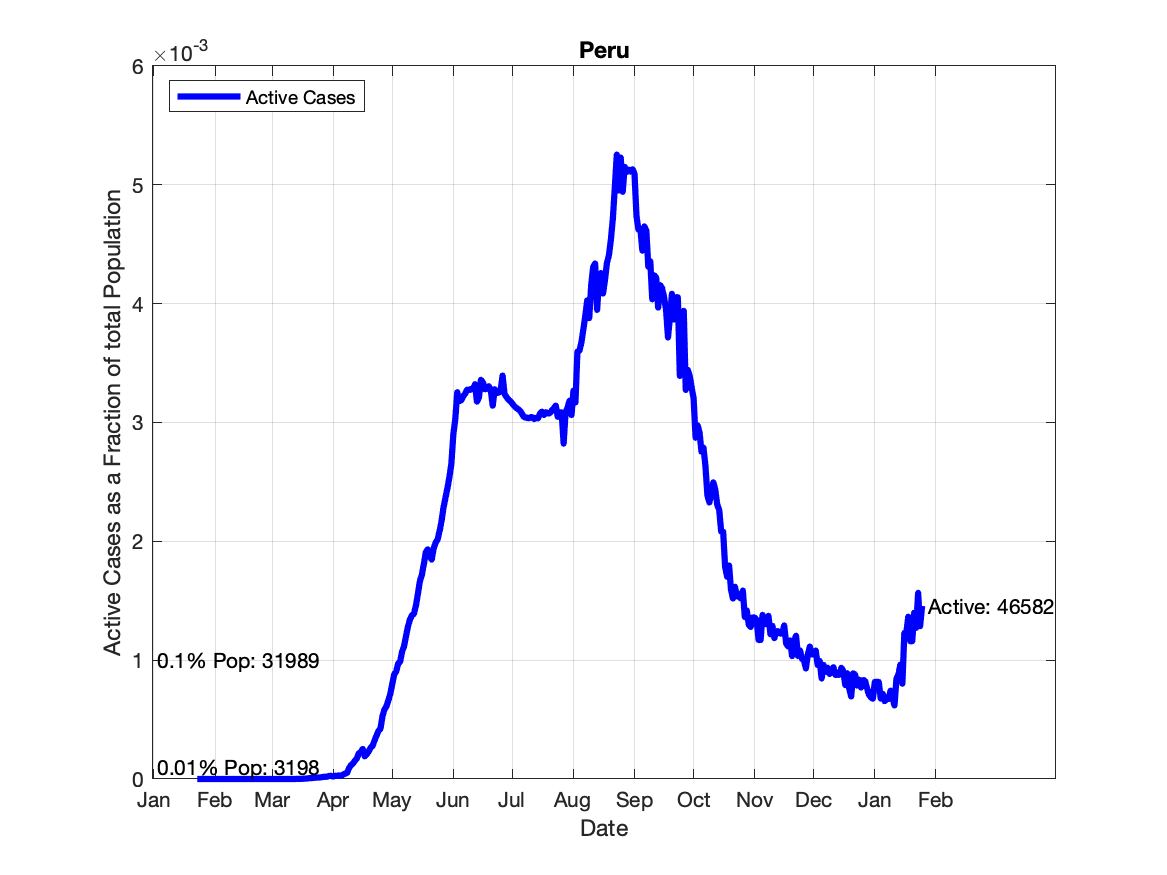 Peru
×10-3
Active Cases
6
5
4
3
2
1
0
Active Cases as a Fraction of total Population
0.1% Pop: 31989
0.01% Pop: 3198
Active: 46582
Jan Feb Mar Apr May Jun Jul Aug Sep Oct Nov Dec Jan Feb
Date